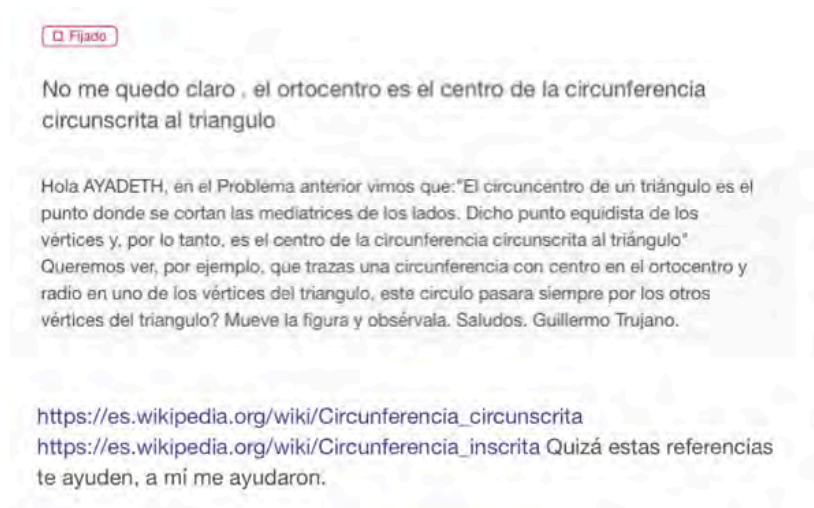 Fijado
No me quedo claro , el ortocentro es el centro de la circunferencia
circunscrita al triangulo
Hola AYADETH, en el Problema anterior vimos que:"El circuncentro de un triángulo es el
punto donde se cortan las mediatrices de los lados. Dicho punto equidista de los
vértices y, por lo tanto, es el centro de la circunferencia circunscrita al triángulo"
Queremos ver, por ejemplo, que trazas una circunferencia con centro en el ortocentro y
radio en uno de los vértices del triangulo, este circulo pasara siempre por los otros
vértices del triangulo? Mueve la figura y obsérvala. Saludos. Guillermo Trujano.
https://es.wikipedia.org/wiki/Circunferencia_circunscrita
https://es.wikipedia.org/wiki/Circunferencia_inscrita Quizá estas referencias
te ayuden, a mí me ayudaron.